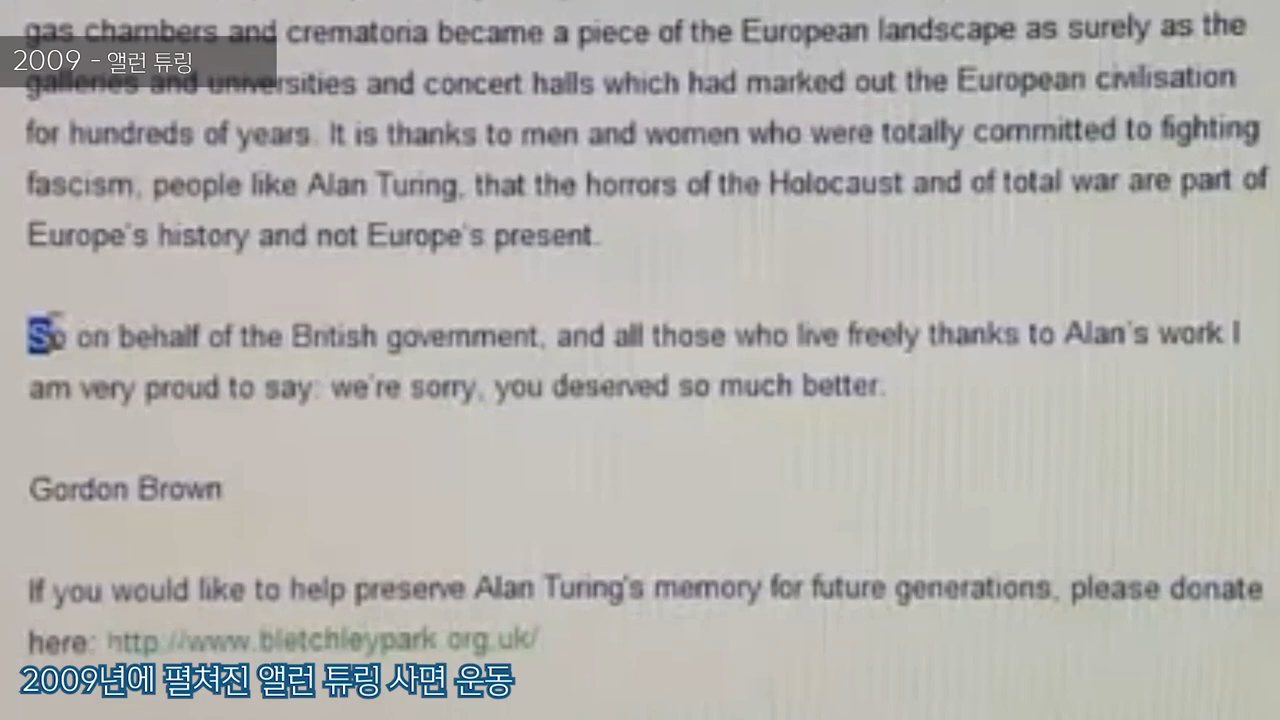 gas chambers and crematoria became a piece of the European landscape as surely as the
2009 - 앨런 튜링
galleries and universities and concert halls which had marked out the European civilisation
for hundreds of years. It is thanks to men and women who were totally committed to fighting
fascism, people like Alan Turing, that the horrors of the Holocaust and of total war are part of
Europe's history and not Europe's present.
So on behalf of the British government, and all those who live freely thanks to Alan's work I
am very proud to say: we're sorry, you deserved so much better.
Gordon Brown
If you would like to help preserve Alan Turing's memory for future generations, please donate
here: http://www.bletchleypark.org.uk/
2009년에 펼쳐진 앨런 튜링 사면 운동